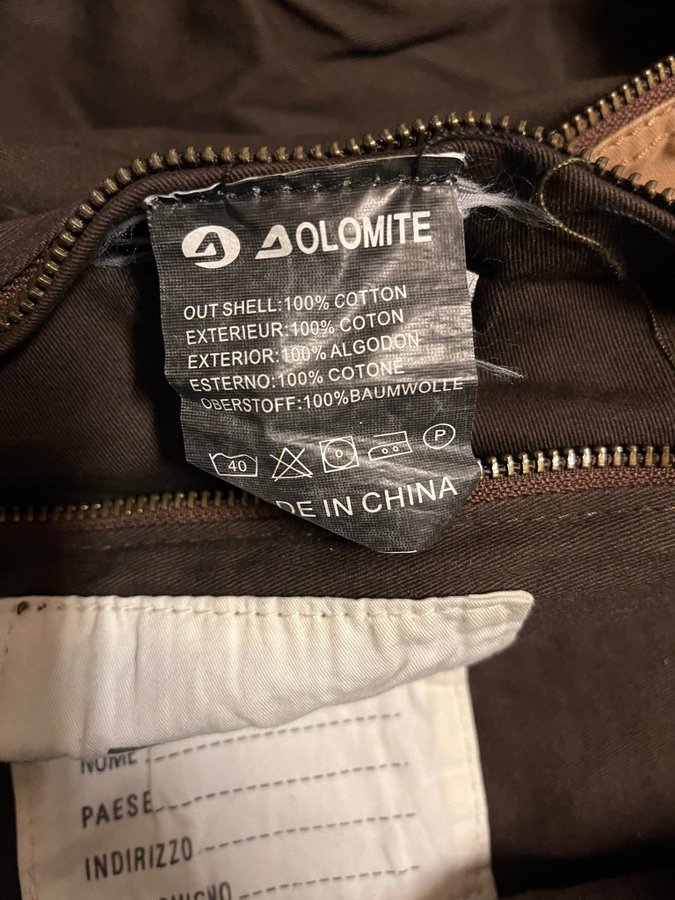 DOLOMITE
OUT SHELL:100% COTTON
EXTERIEUR:100% COTON
EXTERIOR:100% ALGODON
ESTERNO:100% COTONE
OBERSTOFF:100%BAUMWOLLE
40 P
DE IN CHINA
NOME
PAESE
INDIRIZZO